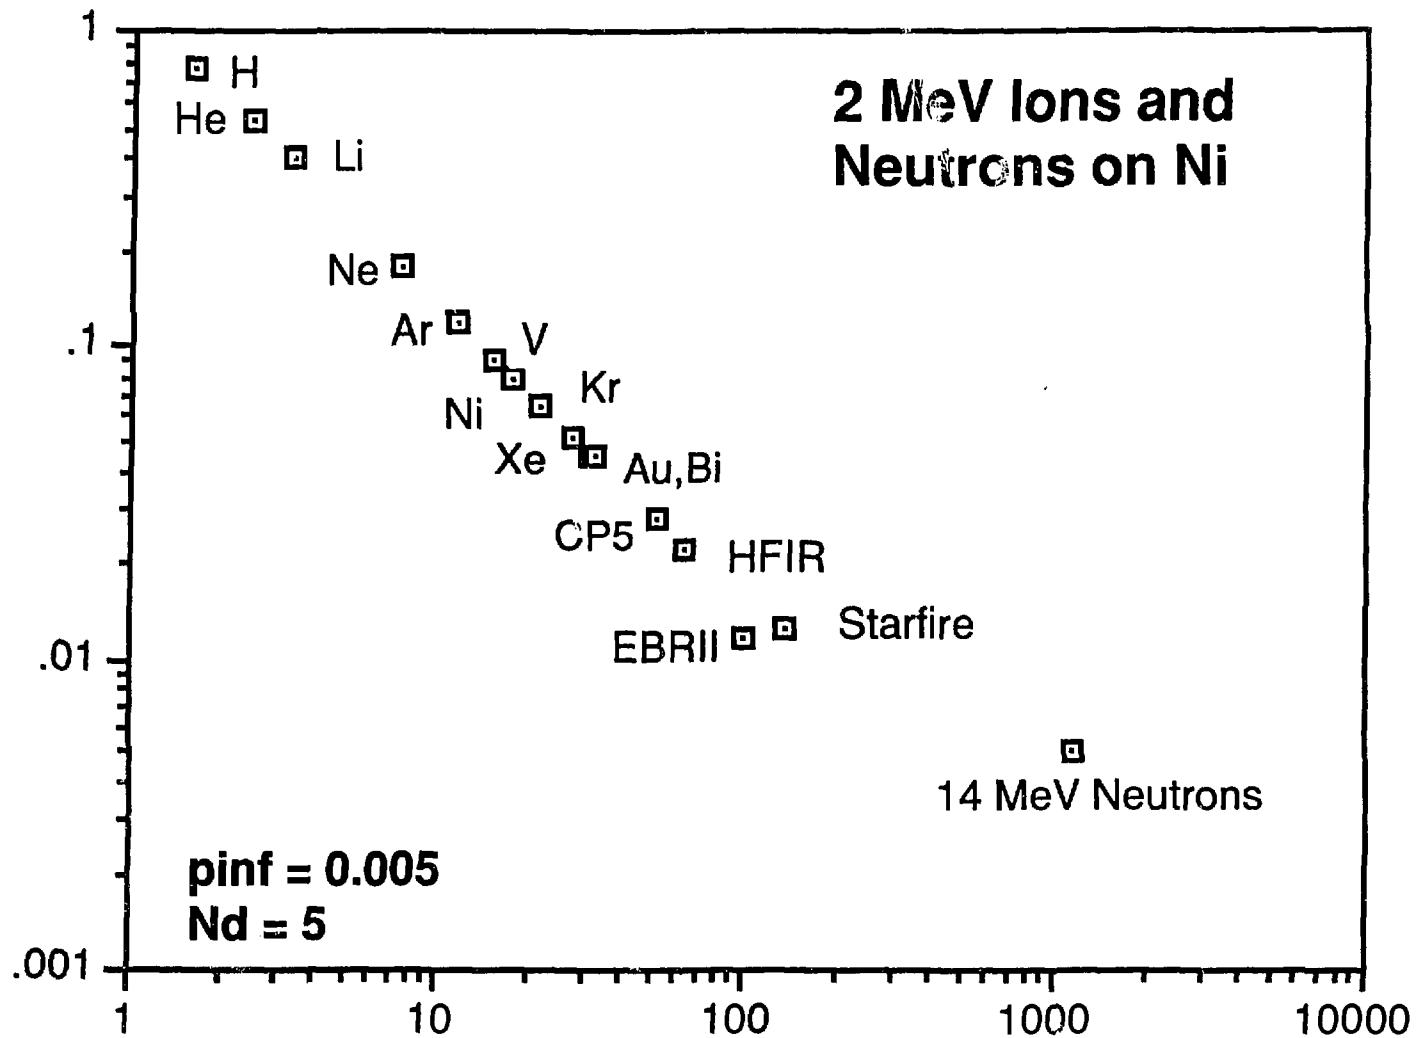 1
H
2 MeV Ions and
He
Li
Neutrons on Ni
Ne
Ar
V
.1
Kr
Ni
Xe
Au,Bi
CP5
HFIR
Starfire
EBRII
.01
14 MeV Neutrons
pinf = 0.005
Nd = 5
.001
1
10
100
1000
10000